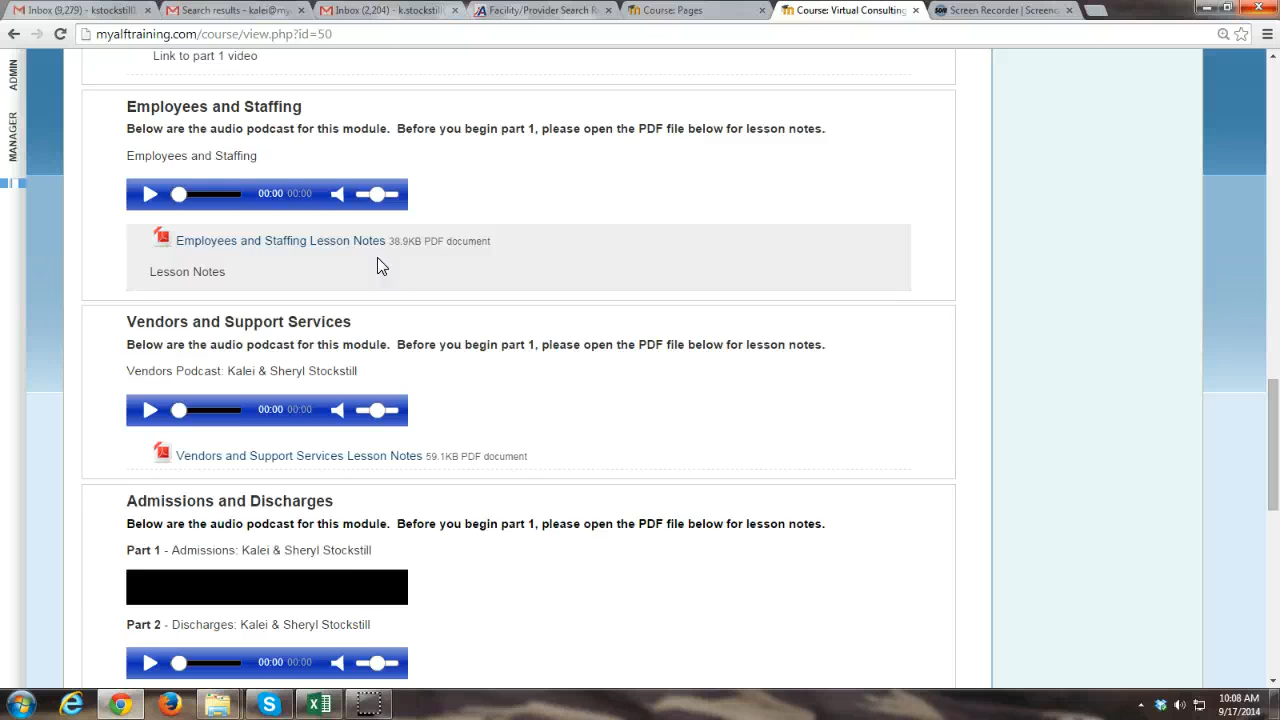 Inbox (9,279) - kstockstill.
Search results - kalei@my
Inbox (2,204) - k.stockstill
Facility/Provider Search R
Course: Pages
Course: Virtual Consulting
Screen Recorder | Screenc
myalftraining.com/course/view.php?id=50
ADMIN
MANAGER
Link to part 1 video
Employees and Staffing
Below are the audio podcast for this module. Before you begin part 1, please open the PDF file below for lesson notes.
Employees and Staffing
00:00 00:00
Employees and Staffing Lesson Notes 38.9KB PDF document
Lesson Notes
Vendors and Support Services
Below are the audio podcast for this module. Before you begin part 1, please open the PDF file below for lesson notes.
Vendors Podcast: Kalei & Sheryl Stockstill
00:00 00:00
Vendors and Support Services Lesson Notes 59.1KB PDF document
Admissions and Discharges
Below are the audio podcast for this module. Before you begin part 1, please open the PDF file below for lesson notes.
Part 1 - Admissions: Kalei & Sheryl Stockstill
Part 2 - Discharges: Kalei & Sheryl Stockstill
00:00 00:00
10:08 AM
9/17/2014